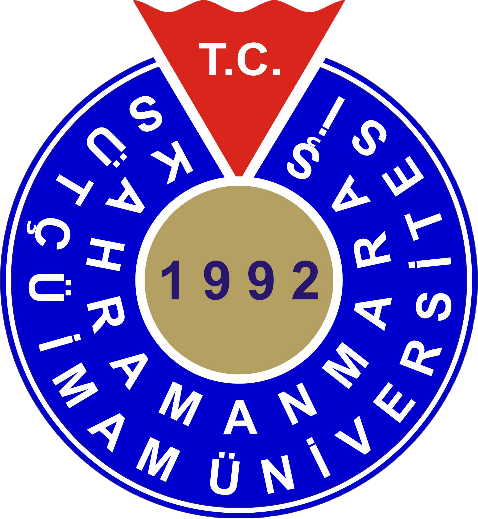 T.C.
KAHRAMANMARAŞ
SÜTÇÜ İMAM ÜNİVERSİTESİ
1992